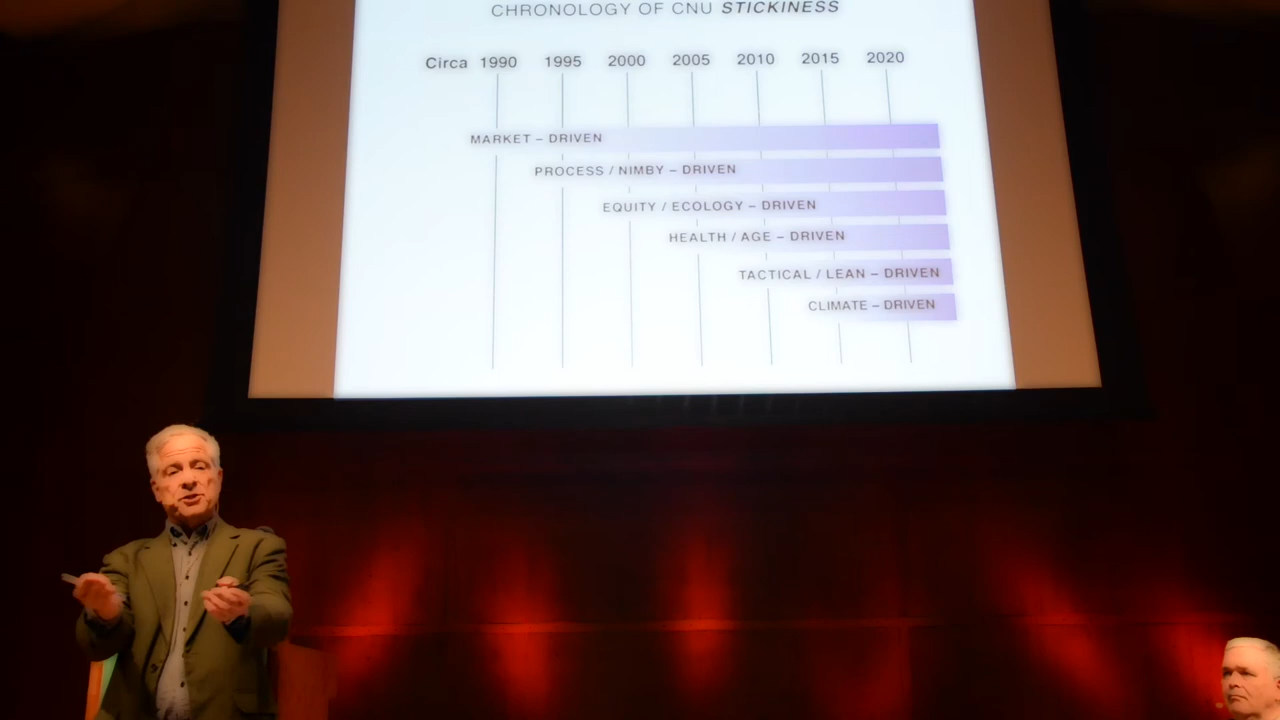 CHRONOLOGY OF CNU STICKINESS
Circa 1990 1995 2000 2005 2010 2015 2020
MARKET – DRIVEN
PROCESS / NIMBY – DRIVEN
EQUITY / ECOLOGY – DRIVEN
HEALTH / AGE – DRIVEN
TACTICAL / LEAN – DRIVEN
CLIMATE – DRIVEN